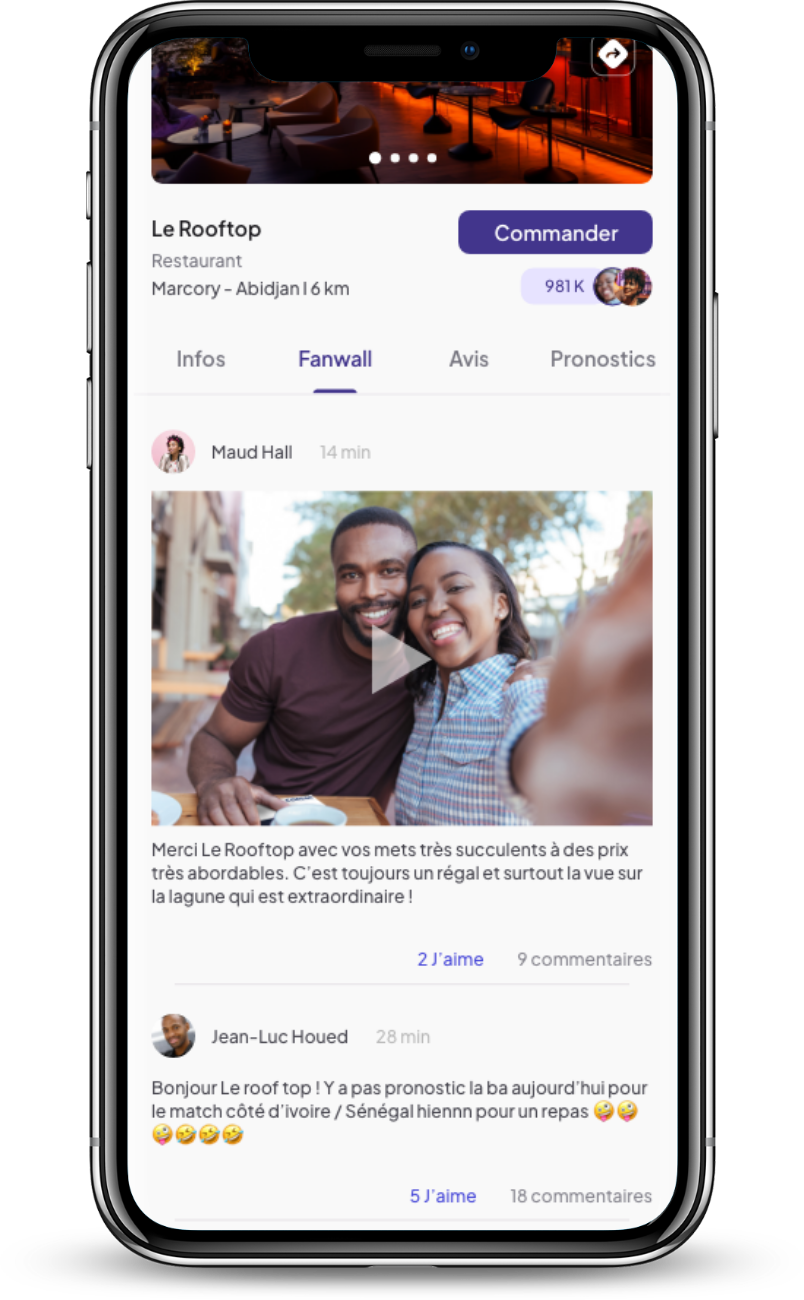 Le Rooftop
Commander
Restaurant
Marcory - Abidjan I 6 km
981 K
Infos
Fanwall
Avis
Pronostics
Maud Hall
14 min
Merci Le Rooftop avec vos mets très succulents à des prix
très abordables. C'est toujours un régal et surtout la vue sur
la lagune qui est extraordinaire !
2 J'aime
9 commentaires
Jean-Luc Houed
28 min
Bonjour Le roof top ! Y a pas pronostic la ba aujourd'hui pour
le match côté d'ivoire / Sénégal hiennn pour un repas 🤪🤪
🤪🤣🤣🤣
5 J'aime
18 commentaires